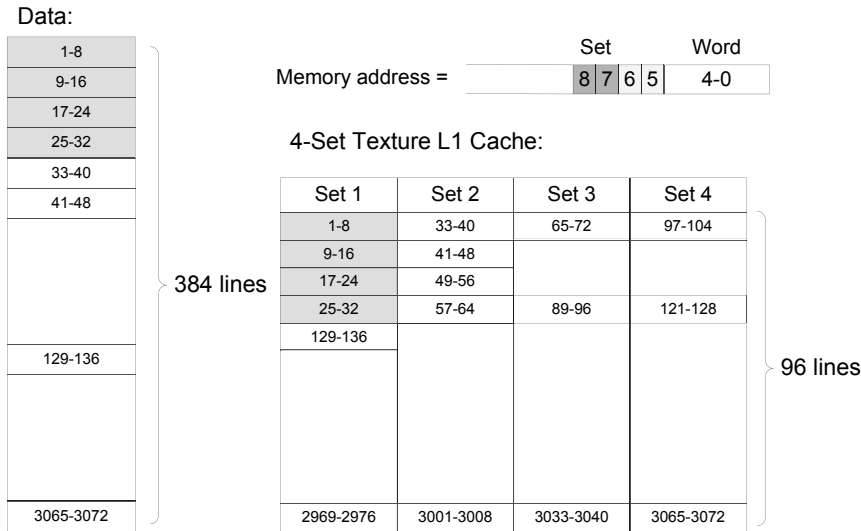 Data:
1-8
9-16
17-24
25-32
33-40
41-48
129-136
3065-3072
384 lines
Set Word
Memory address = 8 7 6 5 4-0
4-Set Texture L1 Cache:
Set 1 Set 2 Set 3 Set 4
1-8 33-40 65-72 97-104
9-16 41-48
17-24 49-56
25-32 57-64 89-96 121-128
129-136
2969-2976 3001-3008 3033-3040 3065-3072
96 lines